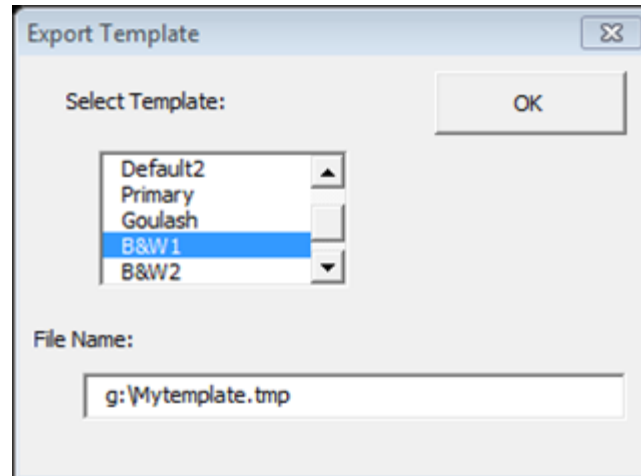 Export Template
Select Template:
OK
Default2
Primary
Goulash
B&W1
B&W2
File Name:
g:\Mytemplate.tmp